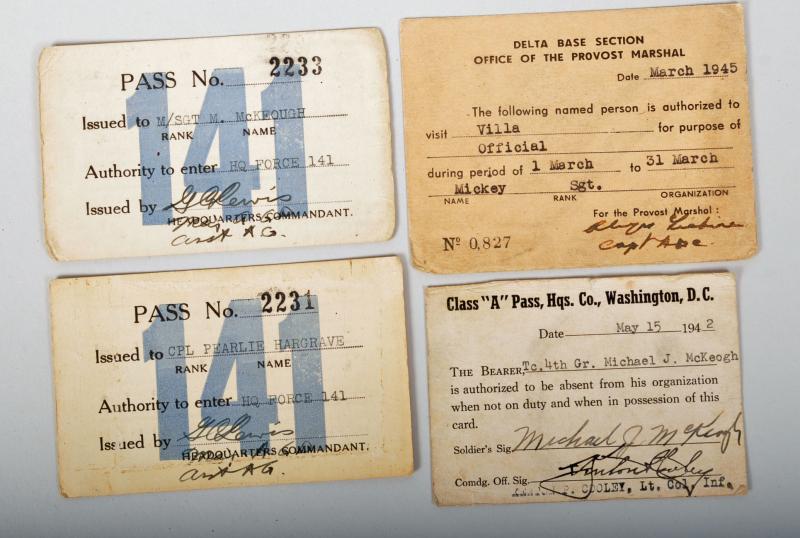 PASS No. 2233
Issued to M/SGT M. McKEOUGH
RANK NAME
Authority to enter HQ FORCE 141
Issued by G C Lewis
HEADQUARTERS COMMANDANT.
Asst A.G.
141
DELTA BASE SECTION
OFFICE OF THE PROVOST MARSHAL
Date March 1945
The following named person is authorized to
visit Villa for purpose of
Official
during period of 1 March to 31 March
Mickey Sgt.
NAME RANK ORGANIZATION
For the Provost Marshal :
Capt
Nº 0,827
PASS No. 2231
Issued to CPL PEARLIE HARGRAVE
RANK NAME
Authority to enter HQ FORCE 141
Issued by G C Lewis
HEADQUARTERS COMMANDANT.
Asst A.G.
141
Class "A" Pass, Hqs. Co., Washington, D. C.
Date May 15 1942
THE BEARER, Tc. 4th Gr. Michael J. McKeogh
is authorized to be absent from his organization
when not on duty and when in possession of this
card.
Soldier's Sig Michael J McKeogh
Comdg. Off. Sig.
P. COOLEY, Lt. Col, Inf.